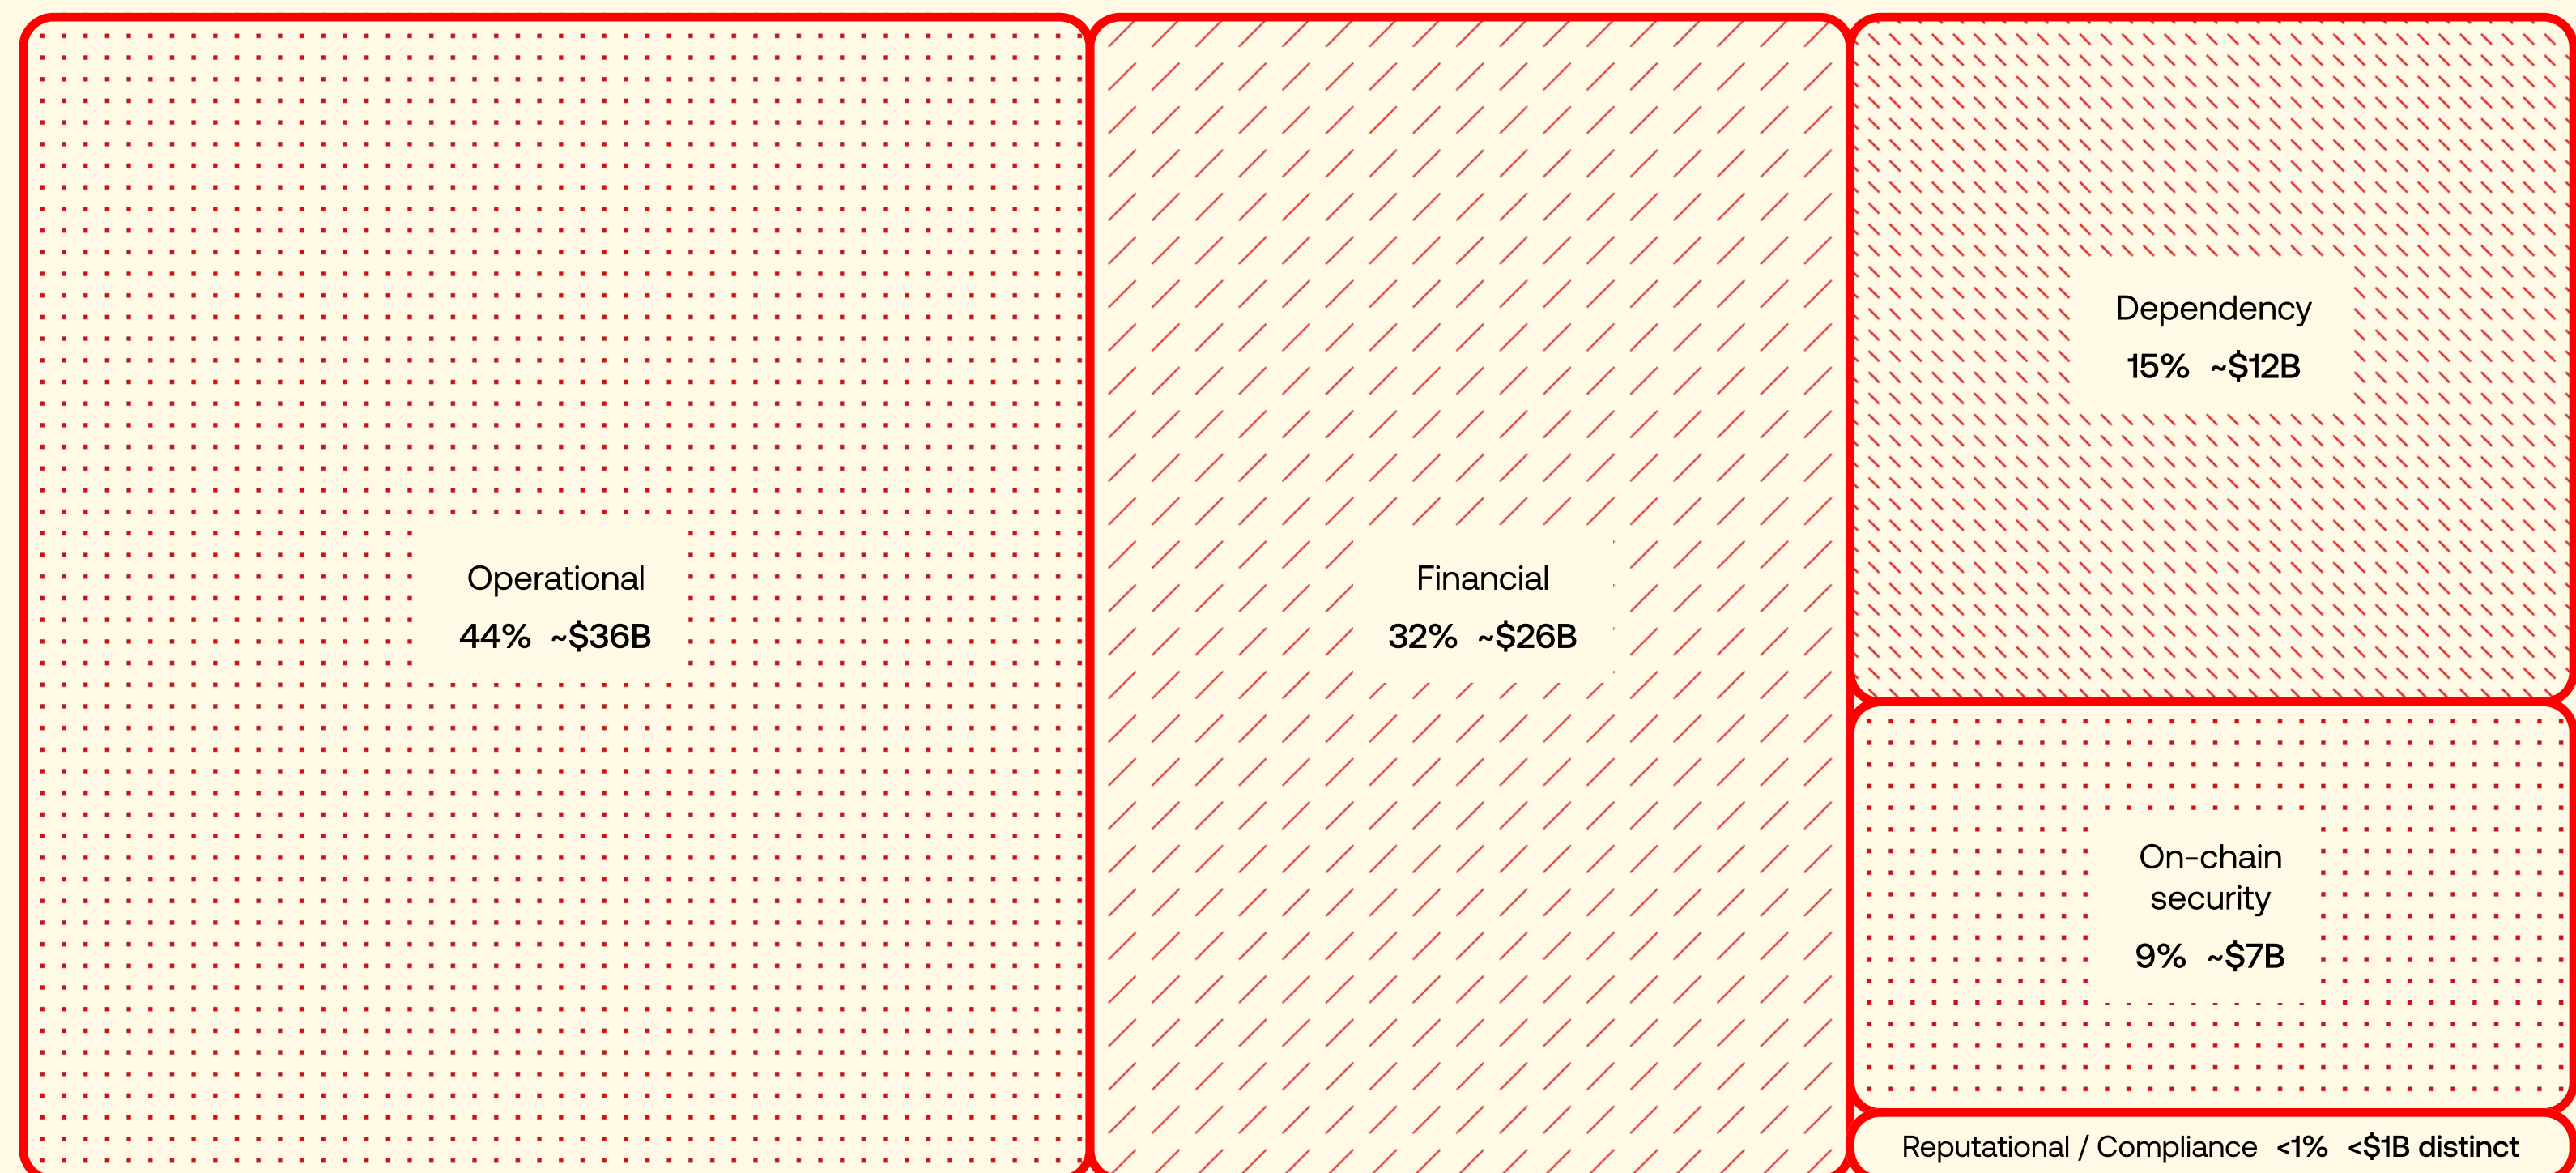 Operational
44% ~$36B
Financial
32% ~$26B
Dependency
15% ~$12B
On-chain
security
9% ~$7B
Reputational / Compliance <1% <$1B distinct